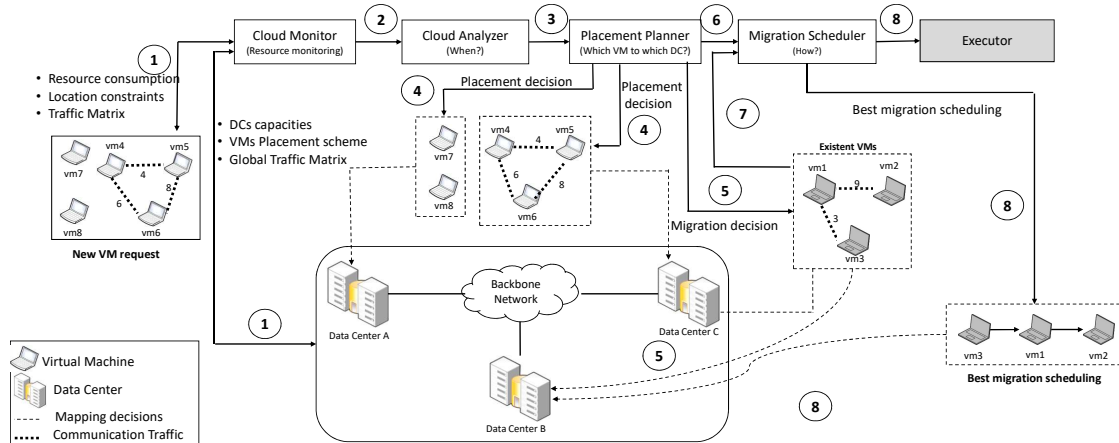 2
3
6
8
Cloud Monitor
(Resource monitoring)
Cloud Analyzer
(When?)
Placement Planner
(Which VM to which DC?)
Migration Scheduler
(How?)
Executor
1
• Resource consumption
• Location constraints
• Traffic Matrix
Placement decision
4
Placement
decision
4
7
Best migration scheduling
• DCs capacities
• VMs Placement scheme
• Global Traffic Matrix
vm7
vm8
vm4
vm5
4
6
8
vm6
vm7
vm4
vm5
4
6
8
vm8
vm6
New VM request
5
Migration decision
Existent VMs
vm1
vm2
9
3
vm3
8
Backbone
Network
Data Center A
Data Center C
1
5
Data Center B
vm3
vm1
vm2
Best migration scheduling
8
Virtual Machine
Data Center
Mapping decisions
Communication Traffic